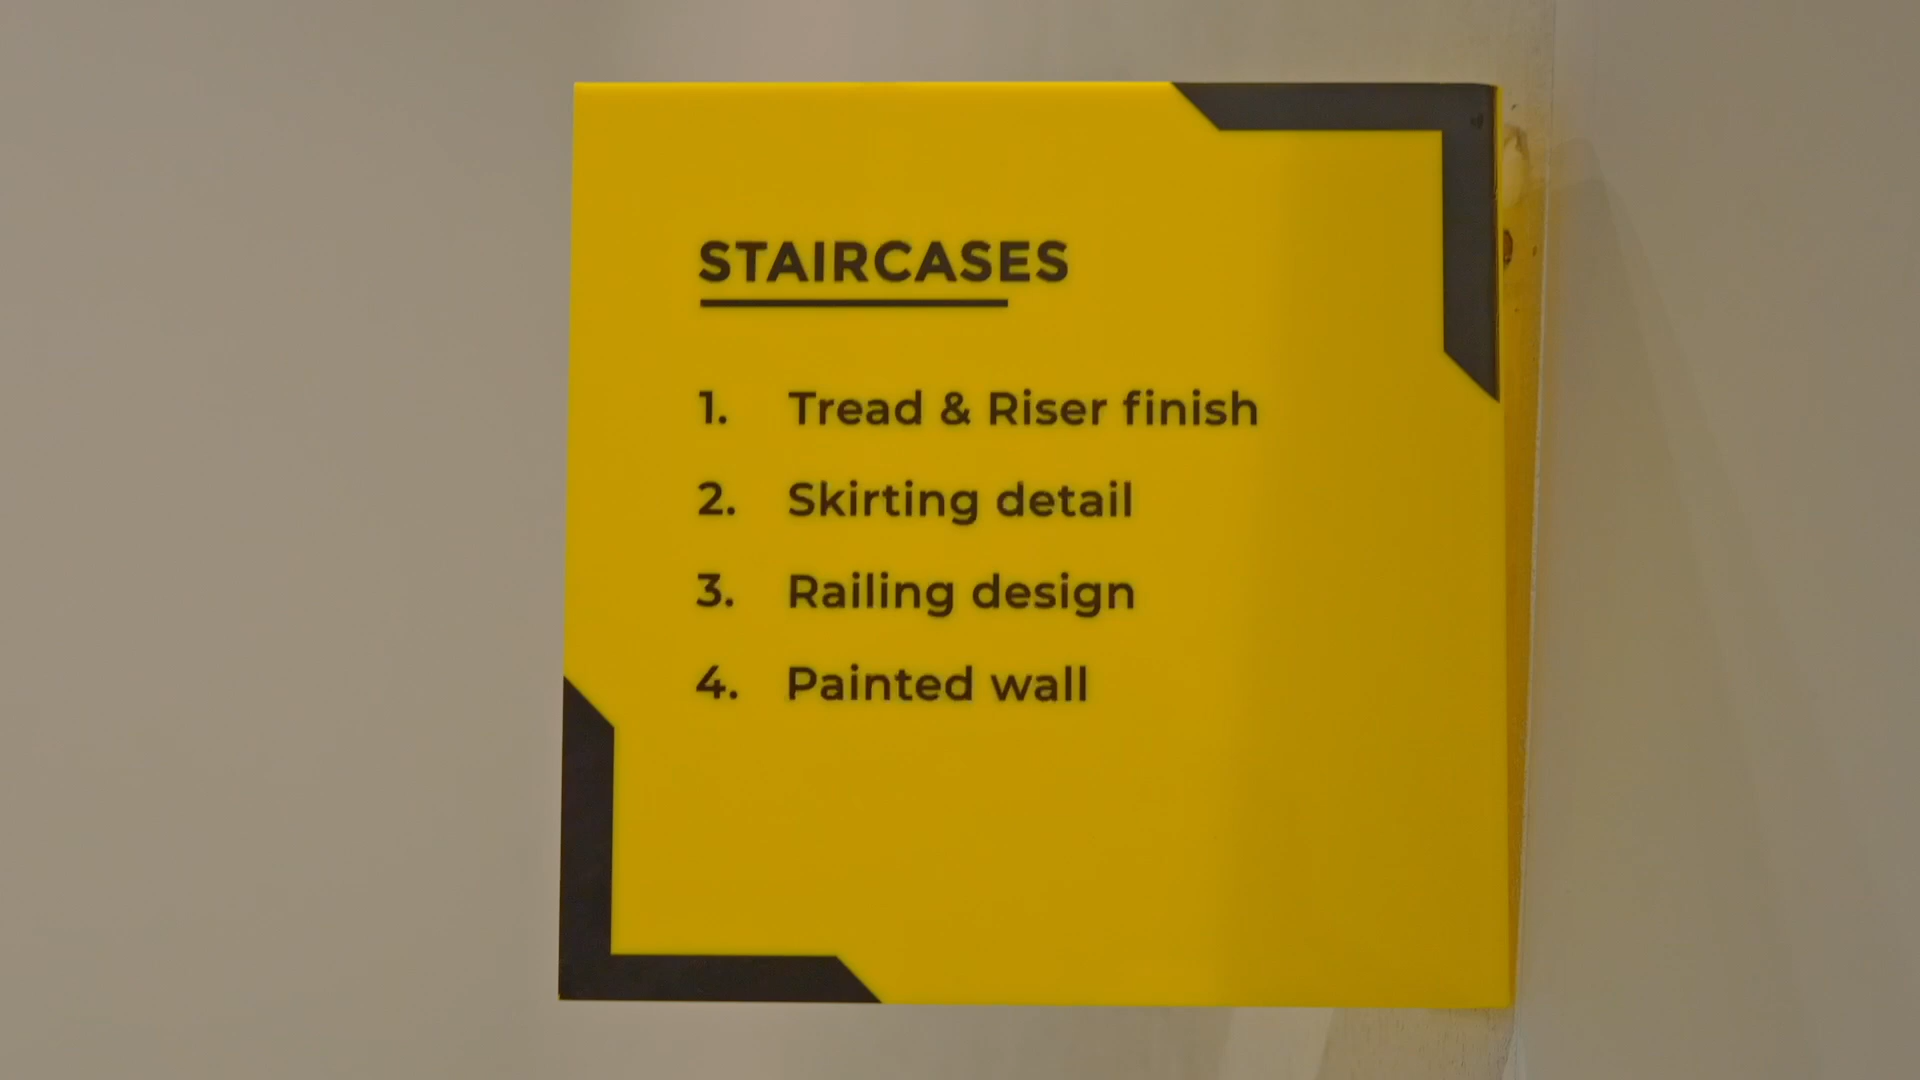 STAIRCASES
1. Tread & Riser finish
2. Skirting detail
3. Railing design
4. Painted wall